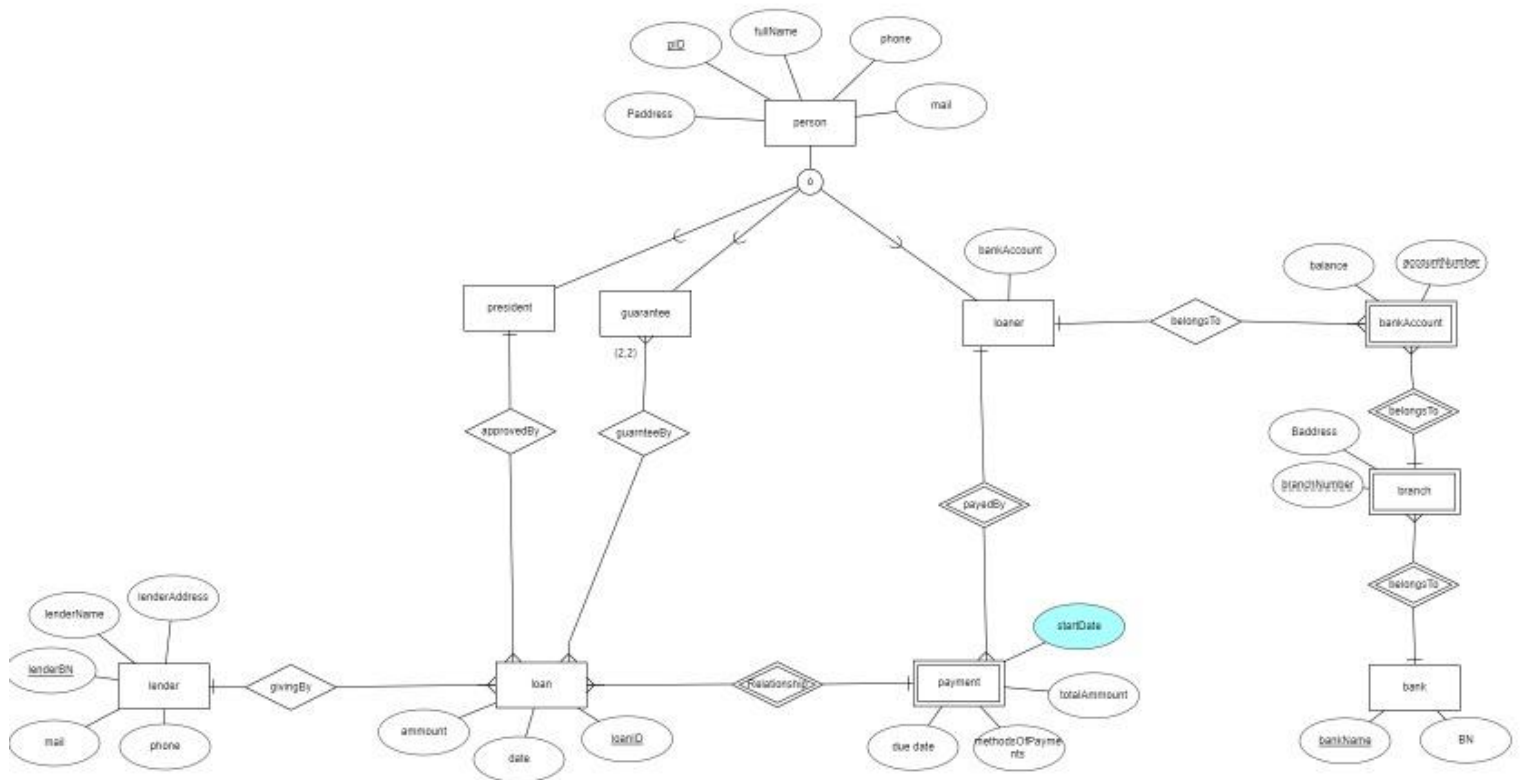 fullName
pID
phone
Paddress
mail
person
o
bankAccount
president
guarantee
loaner
belongsTo
balance
accountNumber
bankAccount
(2,2)
approvedBy
guarnteeBy
belongsTo
Baddress
branchNumber
branch
payedBy
belongsTo
lenderName
lenderAddress
startDate
lenderBN
lender
givingBy
loan
Relationship
payment
totalAmmount
bank
mail
phone
ammount
date
loanID
due date
methodsOfPayme
nts
bankName
BN